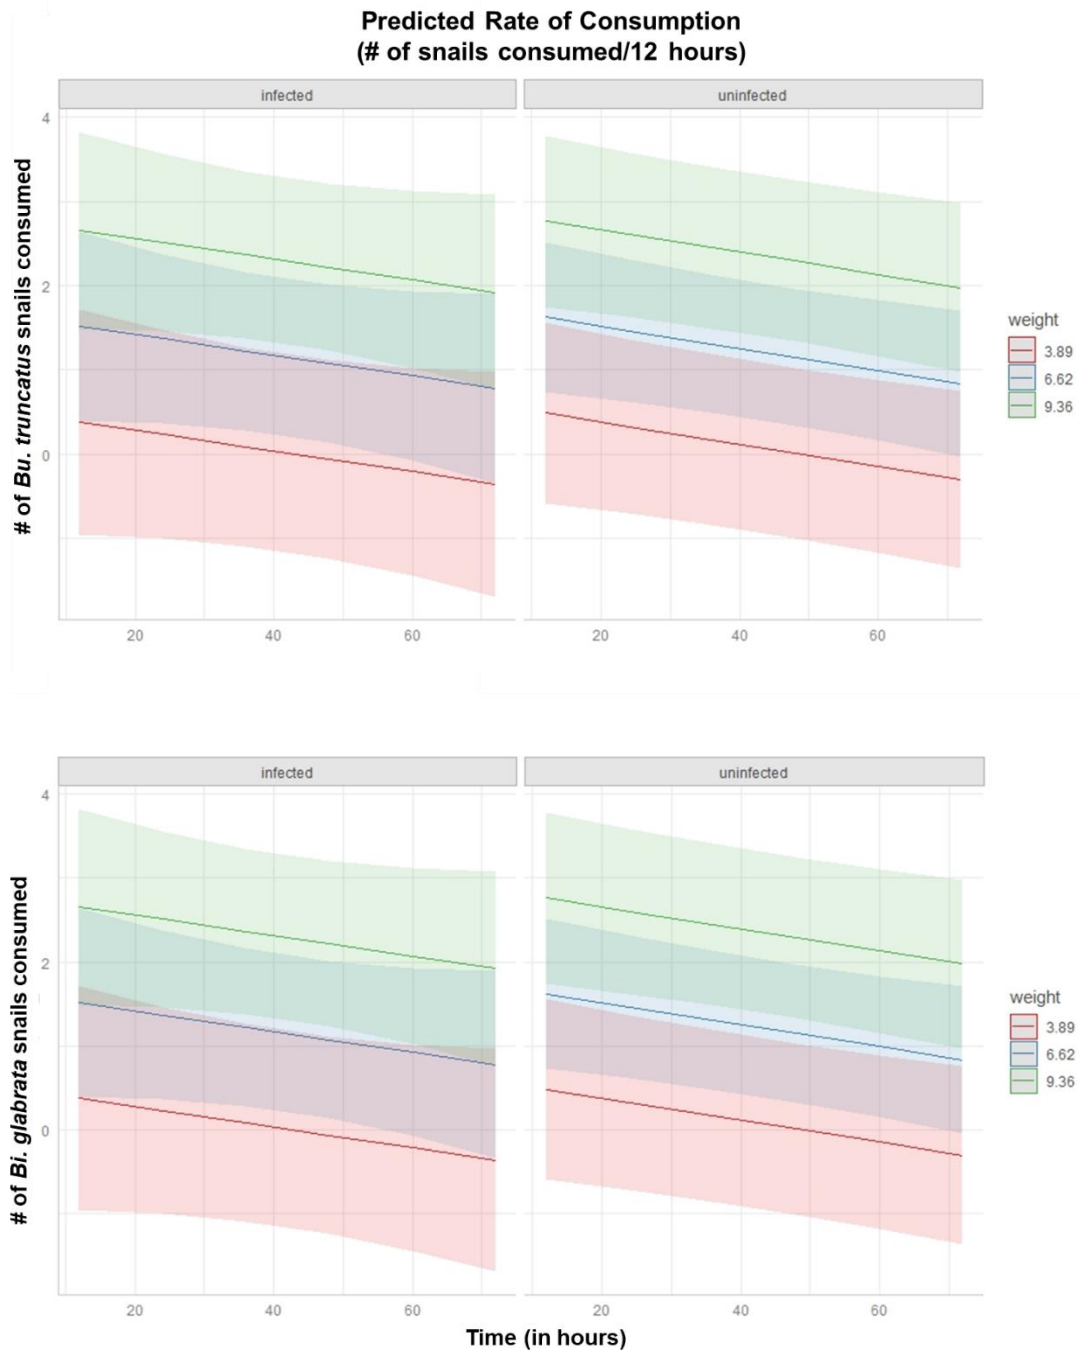 Predicted Rate of Consumption
(# of snails consumed/12 hours)
infected
uninfected
# of Bu. truncatus snails consumed
4
2
0
20
40
60
20
40
60
weight
3.89
6.62
9.36
infected
uninfected
# of Bi. glabrata snails consumed
4
2
0
20
40
60
20
40
60
Time (in hours)
weight
3.89
6.62
9.36